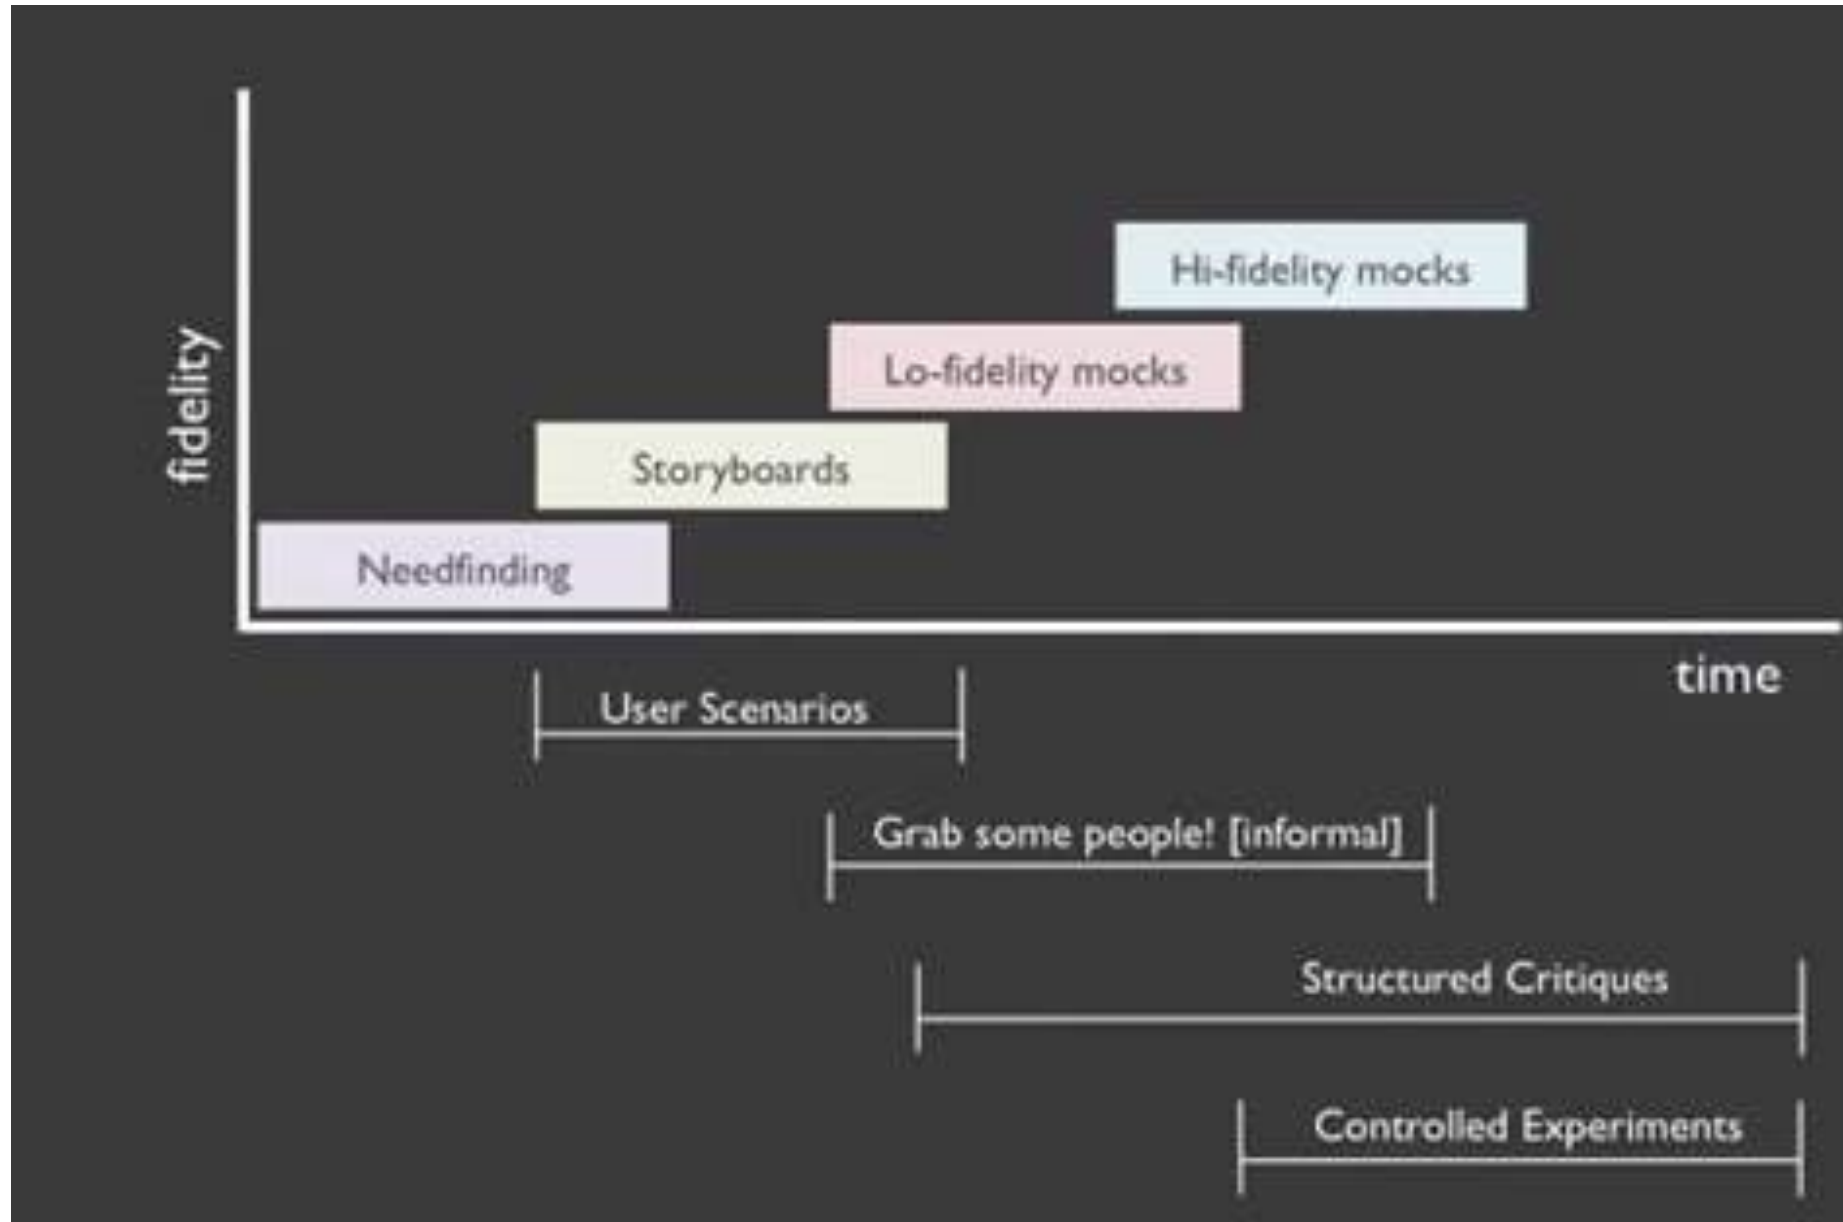 Hi-fidelity mocks
Lo-fidelity mocks
fidelity
Storyboards
Needfinding
time
User Scenarios
Grab some people! [informal]
Structured Critiques
Controlled Experiments